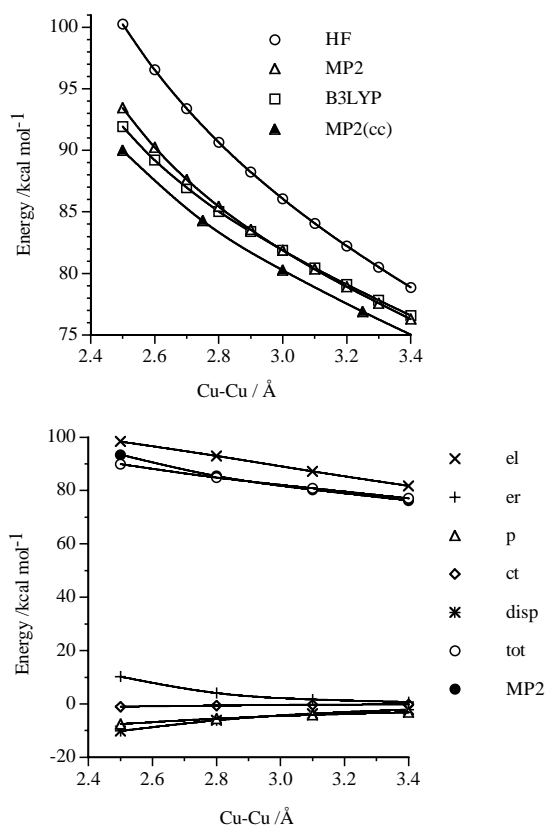 100
95
90
85
80
75
Energy /kcal mol⁻¹
2.4
2.6
2.8
3.0
3.2
3.4
Cu-Cu / Å
HF
MP2
B3LYP
MP2(cc)
100
80
60
40
20
0
-20
Energy /kcal mol⁻¹
2.4
2.6
2.8
3.0
3.2
3.4
Cu-Cu /Å
el
er
p
ct
disp
tot
MP2